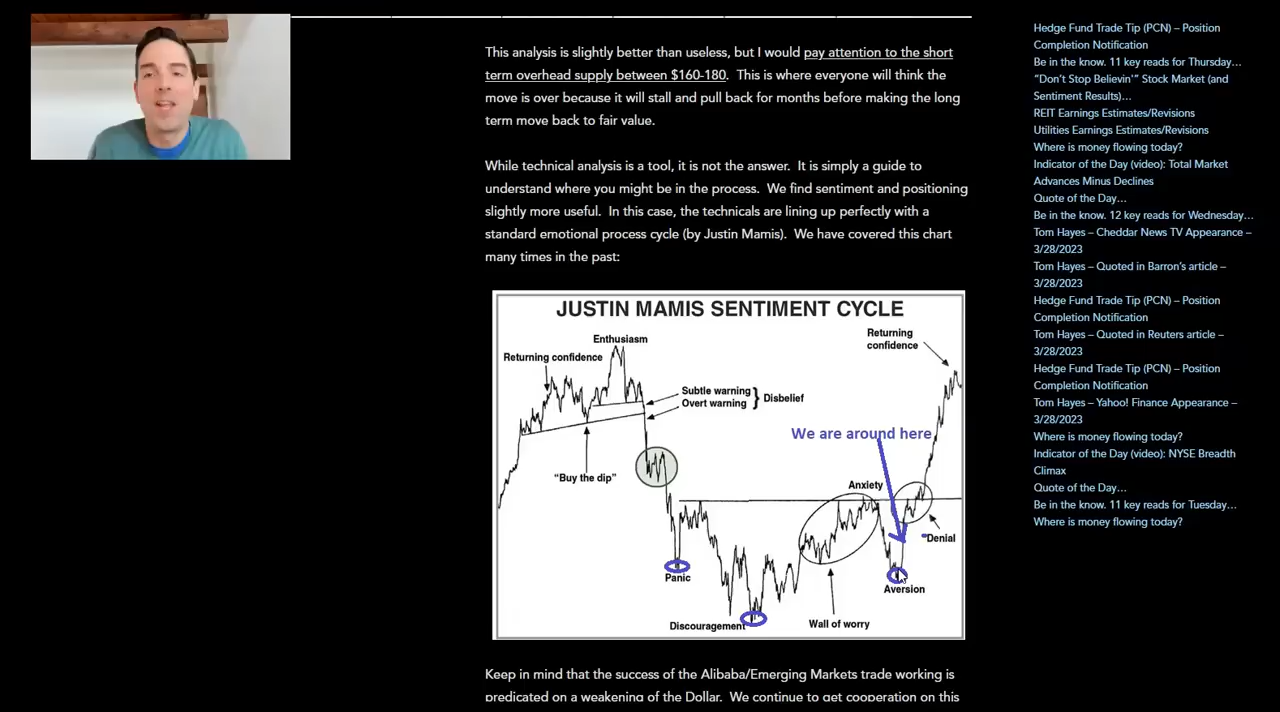 This analysis is slightly better than useless, but I would pay attention to the short
term overhead supply between $160-180.  This is where everyone will think the
move is over because it will stall and pull back for months before making the long
term move back to fair value.
While technical analysis is a tool, it is not the answer.  It is simply a guide to
understand where you might be in the process.  We find sentiment and positioning
slightly more useful.  In this case, the technicals are lining up perfectly with a
standard emotional process cycle (by Justin Mamis).  We have covered this chart
many times in the past:
JUSTIN MAMIS SENTIMENT CYCLE
Enthusiasm
Returning confidence
Returning
confidence
Subtle warning
Overt warning
Disbelief
We are around here
"Buy the dip"
Anxiety
Denial
Panic
Aversion
Discouragement
Wall of worry
Keep in mind that the success of the Alibaba/Emerging Markets trade working is
predicated on a weakening of the Dollar.  We continue to get cooperation on this
Hedge Fund Trade Tip (PCN) – Position
Completion Notification
Be in the know. 11 key reads for Thursday…
“Don’t Stop Believin'” Stock Market (and
Sentiment Results)…
REIT Earnings Estimates/Revisions
Utilities Earnings Estimates/Revisions
Where is money flowing today?
Indicator of the Day (video): Total Market
Advances Minus Declines
Quote of the Day…
Be in the know. 12 key reads for Wednesday…
Tom Hayes – Cheddar News TV Appearance –
3/28/2023
Tom Hayes – Quoted in Barron’s article –
3/28/2023
Hedge Fund Trade Tip (PCN) – Position
Completion Notification
Tom Hayes – Quoted in Reuters article –
3/28/2023
Hedge Fund Trade Tip (PCN) – Position
Completion Notification
Tom Hayes – Yahoo! Finance Appearance –
3/28/2023
Where is money flowing today?
Indicator of the Day (video): NYSE Breadth
Climax
Quote of the Day…
Be in the know. 11 key reads for Tuesday…
Where is money flowing today?